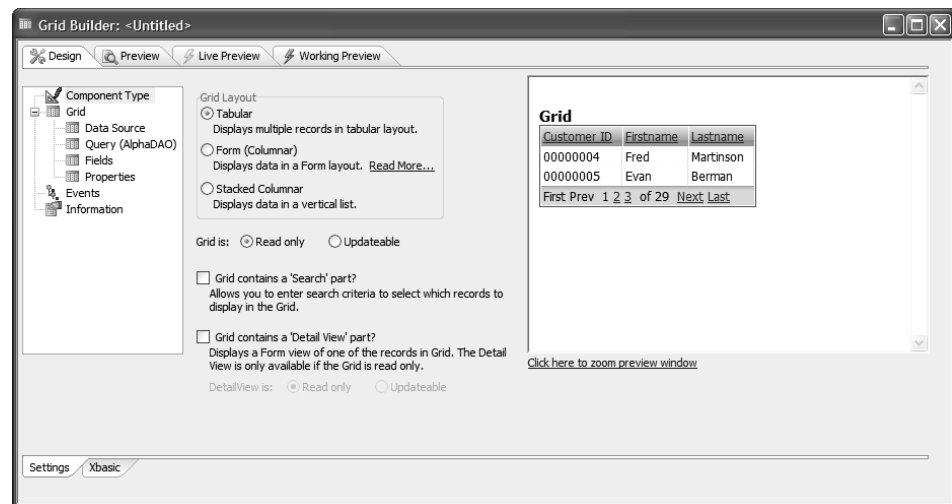 Grid Builder: <Untitled>
Design
Preview
Live Preview
Working Preview
Component Type
Grid
Data Source
Query (AlphaDAO)
Fields
Properties
Events
Information
Grid Layout
Tabular
Displays multiple records in tabular layout.
Form (Columnar)
Displays data in a Form layout. Read More...
Stacked Columnar
Displays data in a vertical list.
Grid is: Read only Updateable
Grid contains a 'Search' part?
Allows you to enter search criteria to select which records to
display in the Grid.
Grid contains a 'Detail View' part?
Displays a Form view of one of the records in Grid. The Detail
View is only available if the Grid is read only.
DetailView is: Read only Updateable
Grid
Customer ID Firstname Lastname
00000004 Fred Martinson
00000005 Evan Berman
First Prev 1 2 3 of 29 Next Last
Click here to zoom preview window
Settings
Xbasic